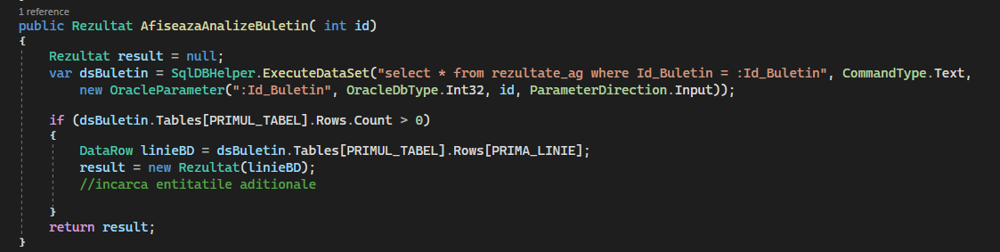 1 reference
public Rezultat AfiseazaAnalizeBuletin( int id)
{
Rezultat result = null;
var dsBuletin = SqlDBHelper.ExecuteDataSet("select * from rezultate_ag where Id_Buletin = :Id_Buletin", CommandType.Text,
new OracleParameter(":Id_Buletin", OracleDbType.Int32, id, ParameterDirection.Input));
if (dsBuletin.Tables[PRIMUL_TABEL].Rows.Count > 0)
{
DataRow linieBD = dsBuletin.Tables[PRIMUL_TABEL].Rows[PRIMA_LINIE];
result = new Rezultat(linieBD);
//incarca entitatile aditionale
}
return result;
}